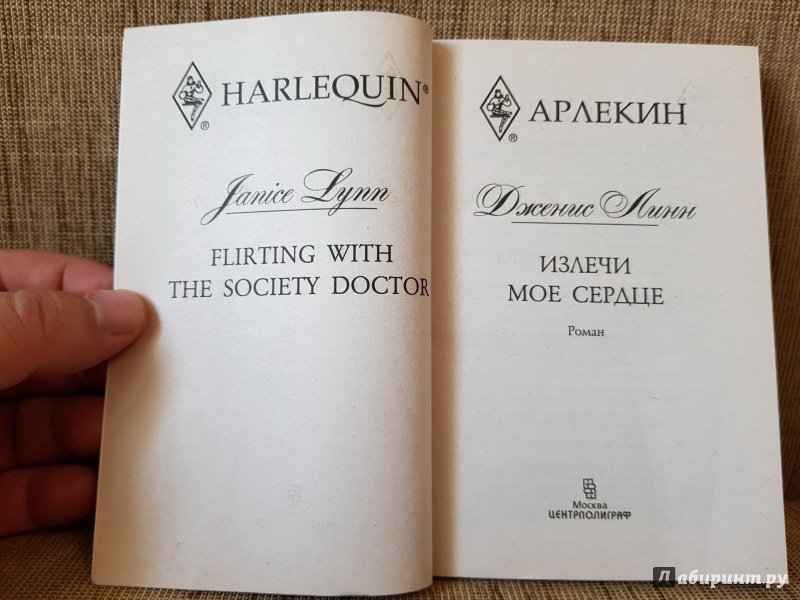 HARLEQUIN®
®
Janice Lynn
FLIRTING WITH
THE SOCIETY DOCTOR
АРЛЕКИН
®
Дженис Линн
ИЗЛЕЧИ
МОЕ СЕРДЦЕ
Роман
Москва
ЦЕНТРПОЛИГРАФ
Лабиринт.ру